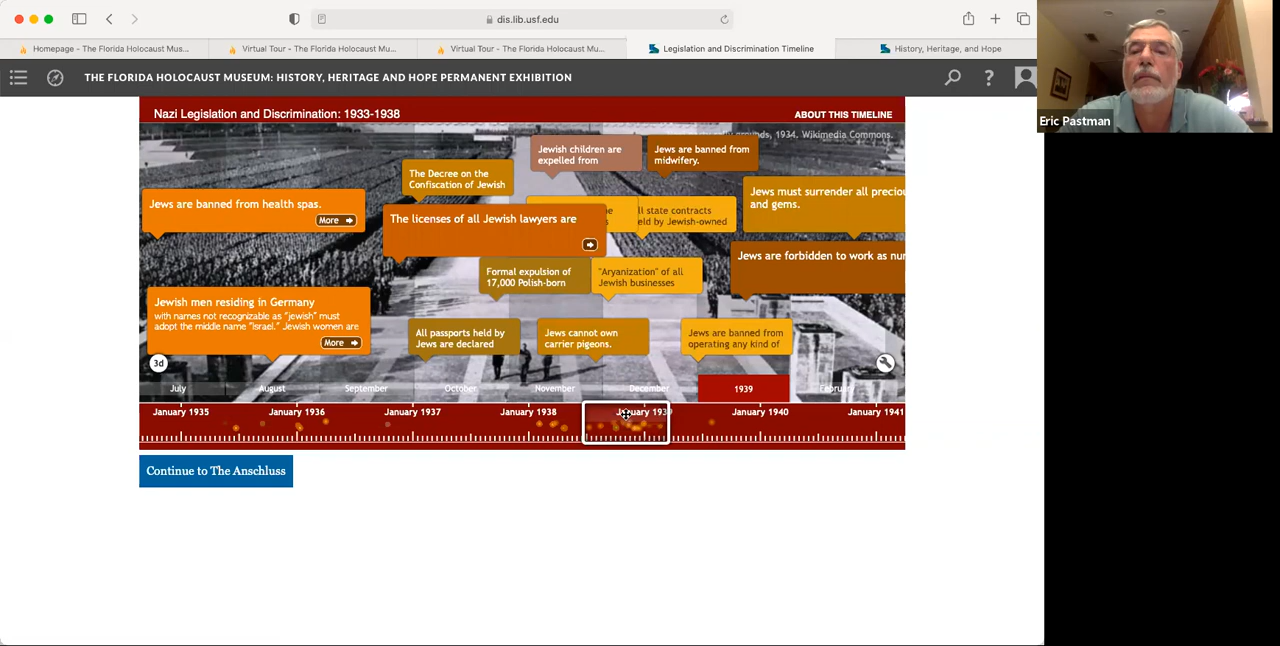 dis.lib.usf.edu
Homepage - The Florida Holocaust Mus...
Virtual Tour - The Florida Holocaust Mu...
Virtual Tour - The Florida Holocaust Mu...
Legislation and Discrimination Timeline
History, Heritage, and Hope
THE FLORIDA HOLOCAUST MUSEUM: HISTORY, HERITAGE AND HOPE PERMANENT EXHIBITION
?
Eric Pastman
Nazi Legislation and Discrimination: 1933-1938
ABOUT THIS TIMELINE
grounds, 1934, Wikimedia Commons.
Jewish children are
expelled from
Jews are banned from
midwifery.
The Decree on the
Confiscation of Jewish
Jews must surrender all preciou
and gems.
Jews are banned from health spas.
More
The licenses of all Jewish lawyers are
ll state contracts
eld by Jewish-owned
Jews are forbidden to work as nur
Formal expulsion of
17,000 Polish-born
"Aryanization" of all
Jewish businesses
Jewish men residing in Germany
with names not recognizable as "jewish" must
adopt the middle name "Israel." Jewish women are
More
All passports held by
Jews are declared
Jews cannot own
carrier pigeons.
Jews are banned from
operating any kind of
3d
July
August
September
October
November
December
1939
February
January 1935
January 1936
January 1937
January 1938
January 1939
January 1940
January 1941
Continue to The Anschluss